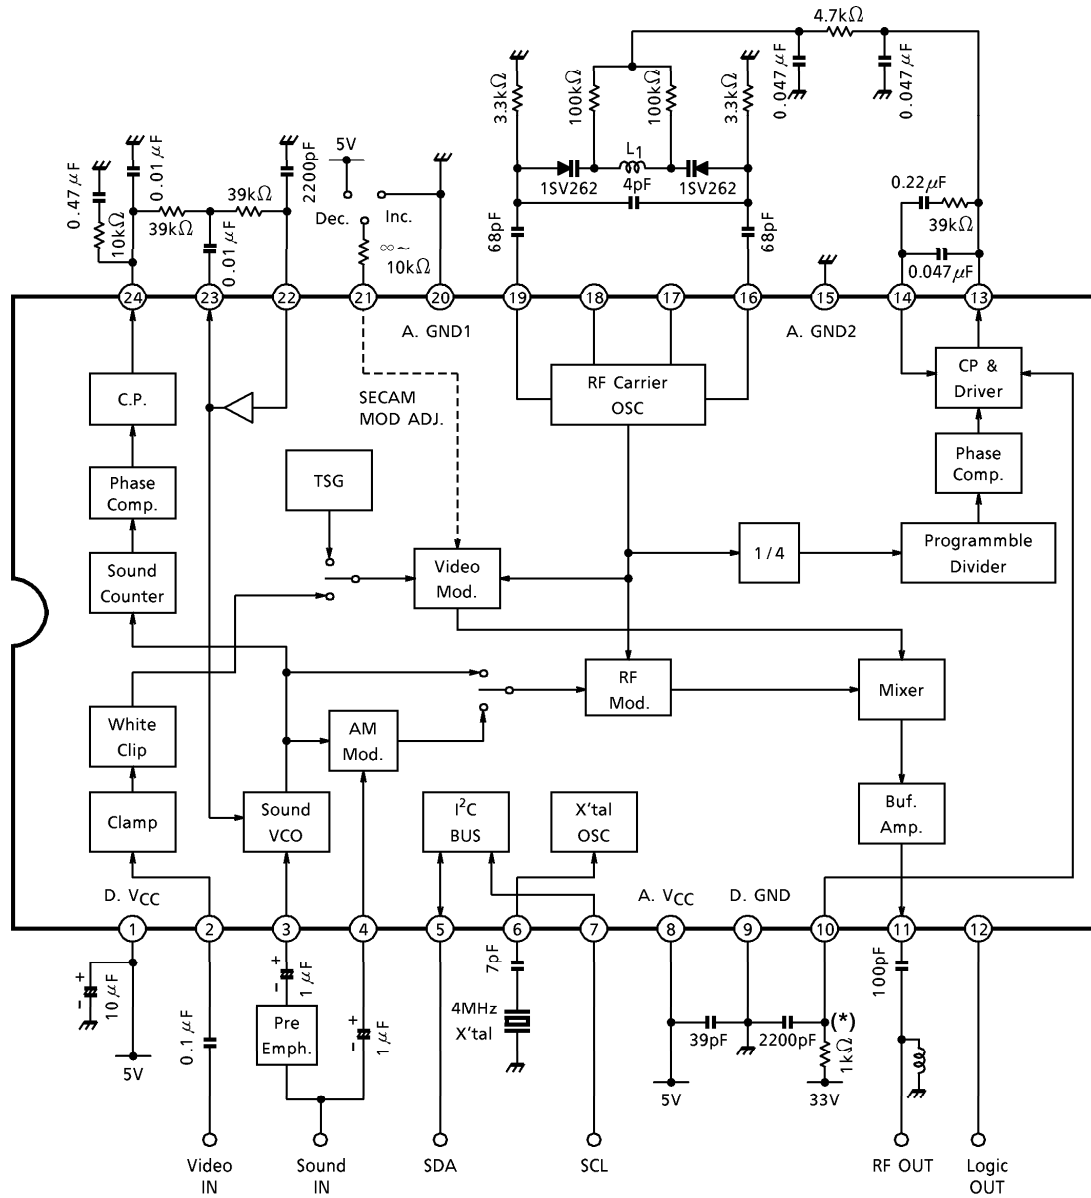 4.7kΩ
0.047μF
0.047μF
3.3kΩ
100kΩ
100kΩ
3.3kΩ
0.47μF
0.01μF
2200pF
5V
L1
1SV262
4pF
1SV262
0.22μF
39kΩ
39kΩ
39kΩ
Dec.
Inc.
10kΩ
0.01μF
∞~
10kΩ
68pF
68pF
0.047μF
24
23
22
21
20
19
18
17
16
15
14
13
A. GND1
A. GND2
C.P.
SECAM
MOD ADJ.
RF Carrier
OSC
CP &
Driver
Phase
Comp.
TSG
Phase
Comp.
Sound
Counter
Video
Mod.
1/4
Programmble
Divider
White
Clip
AM
Mod.
RF
Mod.
Mixer
Clamp
Sound
VCO
I2C
BUS
X'tal
OSC
Buf.
Amp.
D. VCC
A. VCC
D. GND
1
2
3
4
5
6
7
8
9
10
11
12
+
-
10μF
5V
0.1μF
+
-
1μF
Pre
Emph.
+
-
1μF
7pF
4MHz
X'tal
39pF
2200pF
(*)
1kΩ
5V
33V
100pF
Video
IN
Sound
IN
SDA
SCL
RF OUT
Logic
OUT